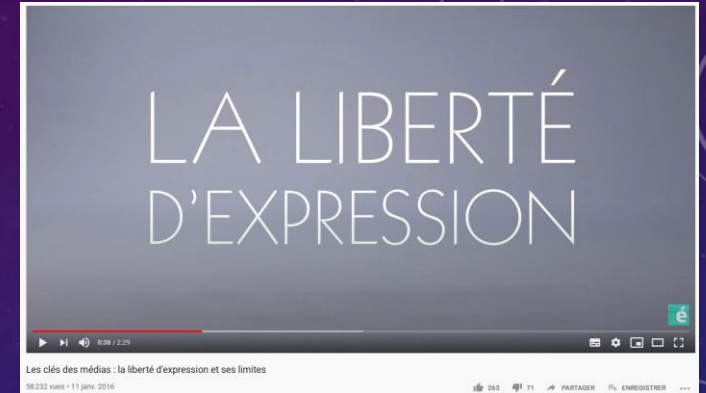 LA LIBERTÉ
D'EXPRESSION
é
0:38 / 2:29
Les clés des médias : la liberté d'expression et ses limites
58 232 vues • 11 janv. 2016
263 71 PARTAGER ENREGISTRER